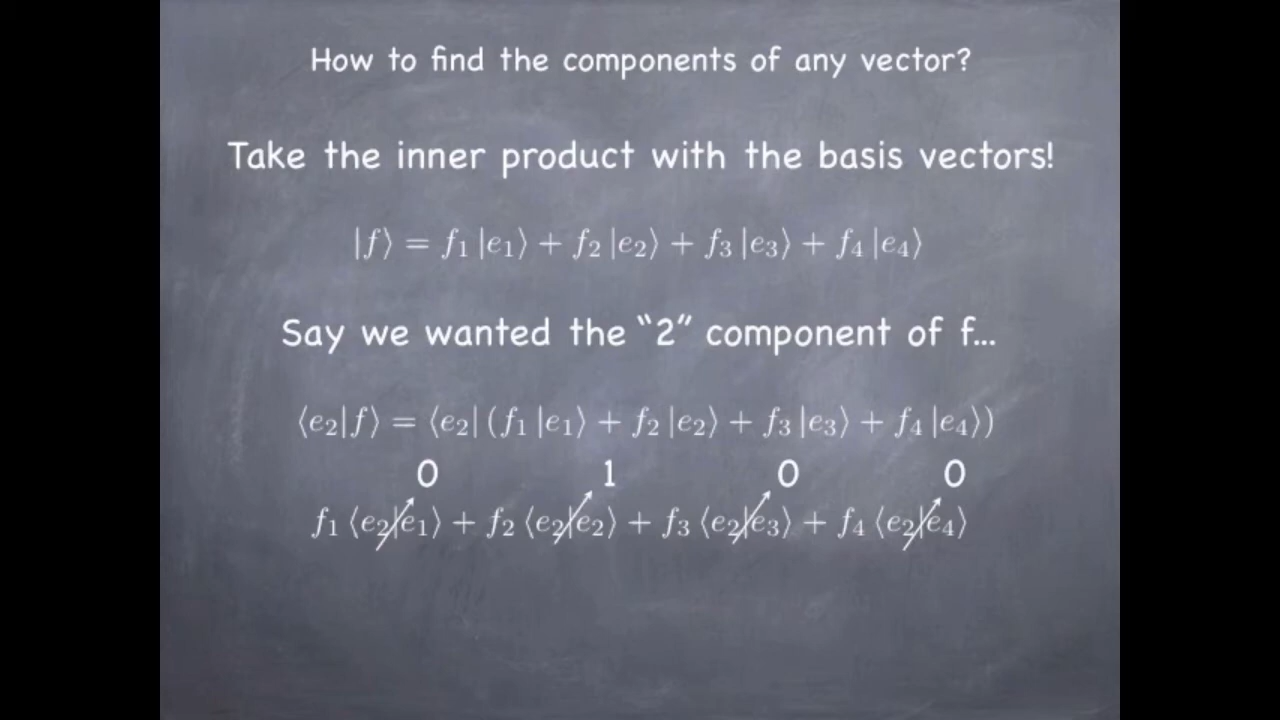 How to find the components of any vector?
Take the inner product with the basis vectors!
|f⟩ = f₁ |e₁⟩ + f₂ |e₂⟩ + f₃ |e₃⟩ + f₄ |e₄⟩
Say we wanted the “2” component of f...
⟨e₂|f⟩ = ⟨e₂| (f₁ |e₁⟩ + f₂ |e₂⟩ + f₃ |e₃⟩ + f₄ |e₄⟩)
0 1 0 0
f₁ ⟨e₂|e₁⟩ + f₂ ⟨e₂|e₂⟩ + f₃ ⟨e₂|e₃⟩ + f₄ ⟨e₂|e₄⟩